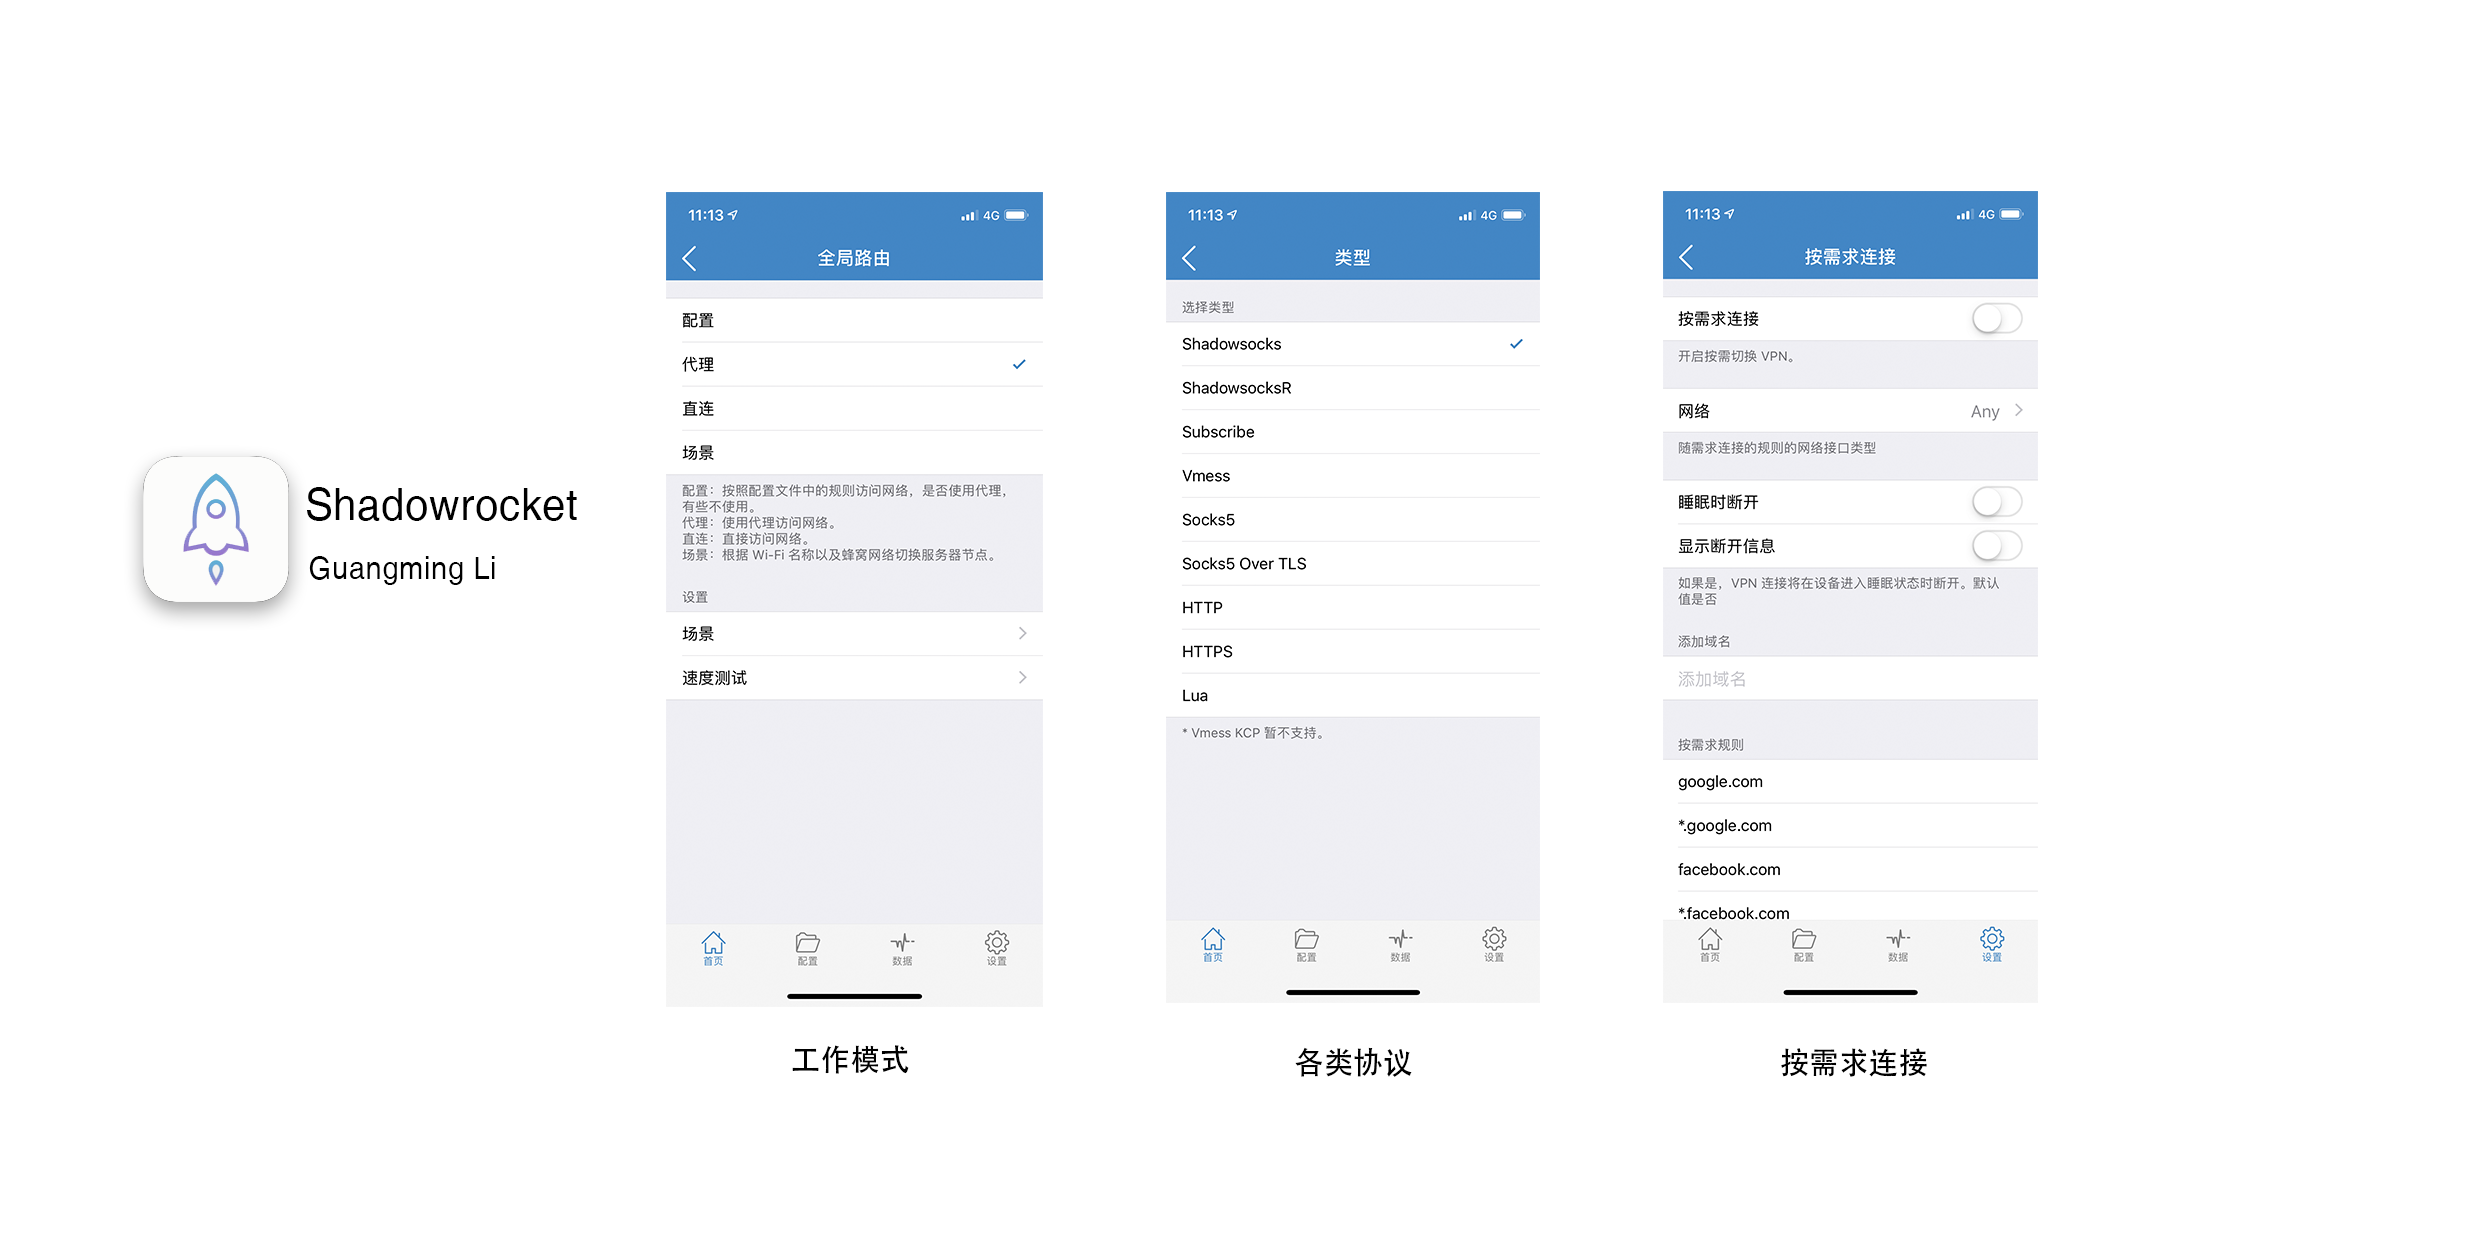 Shadowrocket
Guangming Li
11:13
4G
全局路由
配置
代理
直连
场景
配置：按照配置文件中的规则访问网络，是否使用代理，
有些不使用。
代理：使用代理访问网络。
直连：直接访问网络。
场景：根据 Wi-Fi 名称以及蜂窝网络切换服务器节点。
设置
场景
速度测试
首页
配置
数据
设置
工作模式
11:13
4G
类型
选择类型
Shadowsocks
ShadowsocksR
Subscribe
Vmess
Socks5
Socks5 Over TLS
HTTP
HTTPS
Lua
* Vmess KCP 暂不支持。
首页
配置
数据
设置
各类协议
11:13
4G
按需求连接
按需求连接
开启按需切换 VPN。
网络
Any
随需求连接的规则的网络接口类型
睡眠时断开
显示断开信息
如果是，VPN 连接将在设备进入睡眠状态时断开。默认
值是否
添加域名
添加域名
按需求规则
google.com
*.google.com
facebook.com
*.facebook.com
首页
配置
数据
设置
按需求连接